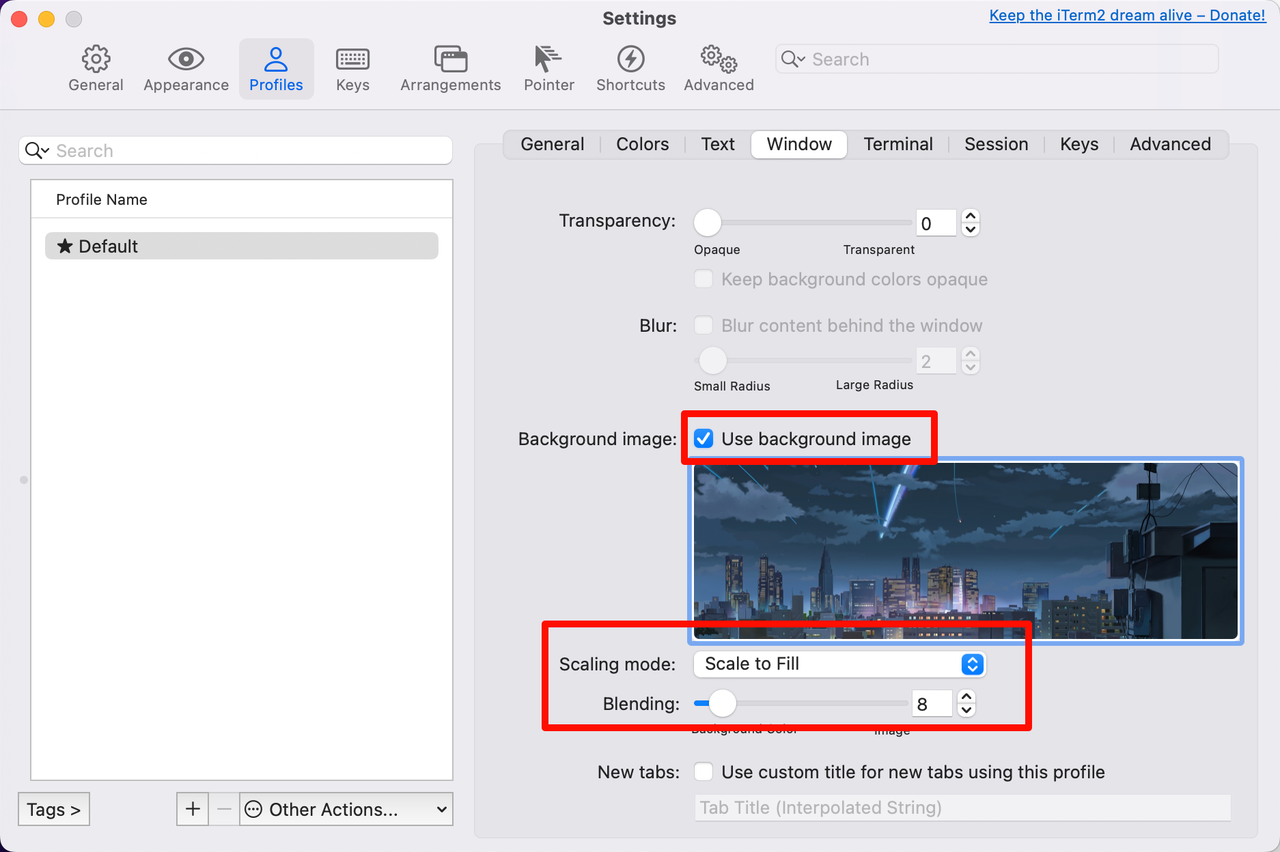 Settings
Keep the iTerm2 dream alive – Donate!
General Appearance Profiles Keys Arrangements Pointer Shortcuts Advanced
Search
Search
Profile Name
★ Default
Tags >
+ − Other Actions...
General Colors Text Window Terminal Session Keys Advanced
Transparency: 0
Opaque Transparent
Keep background colors opaque
Blur: Blur content behind the window
2
Small Radius Large Radius
Background image: Use background image
Scaling mode: Scale to Fill
Blending: 8
Background Color Image
New tabs: Use custom title for new tabs using this profile
Tab Title (Interpolated String)